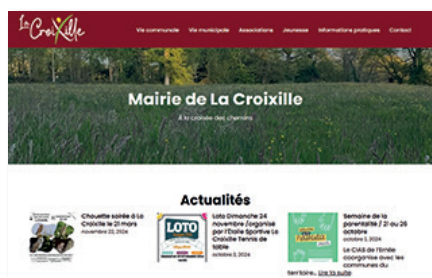 La CroiXille
Vie communale Vie municipale Associations Jeunesse Informations pratiques Contact
Mairie de La Croixille
À la croisée des chemins
Actualités
Chouette soirée à La
Croixille le 21 mars
novembre 22, 2024
LOTO
Loto Dimanche 24
novembre /organisé
par l'Étoile Sportive La
Croixille Tennis de
table
octobre 3, 2024
Semaine de la
parentalité / 21 au 26
octobre
octobre 3, 2024
Le CIAS de l'Ernée
coorganise avec les
communes du
territoire... Lire la suite